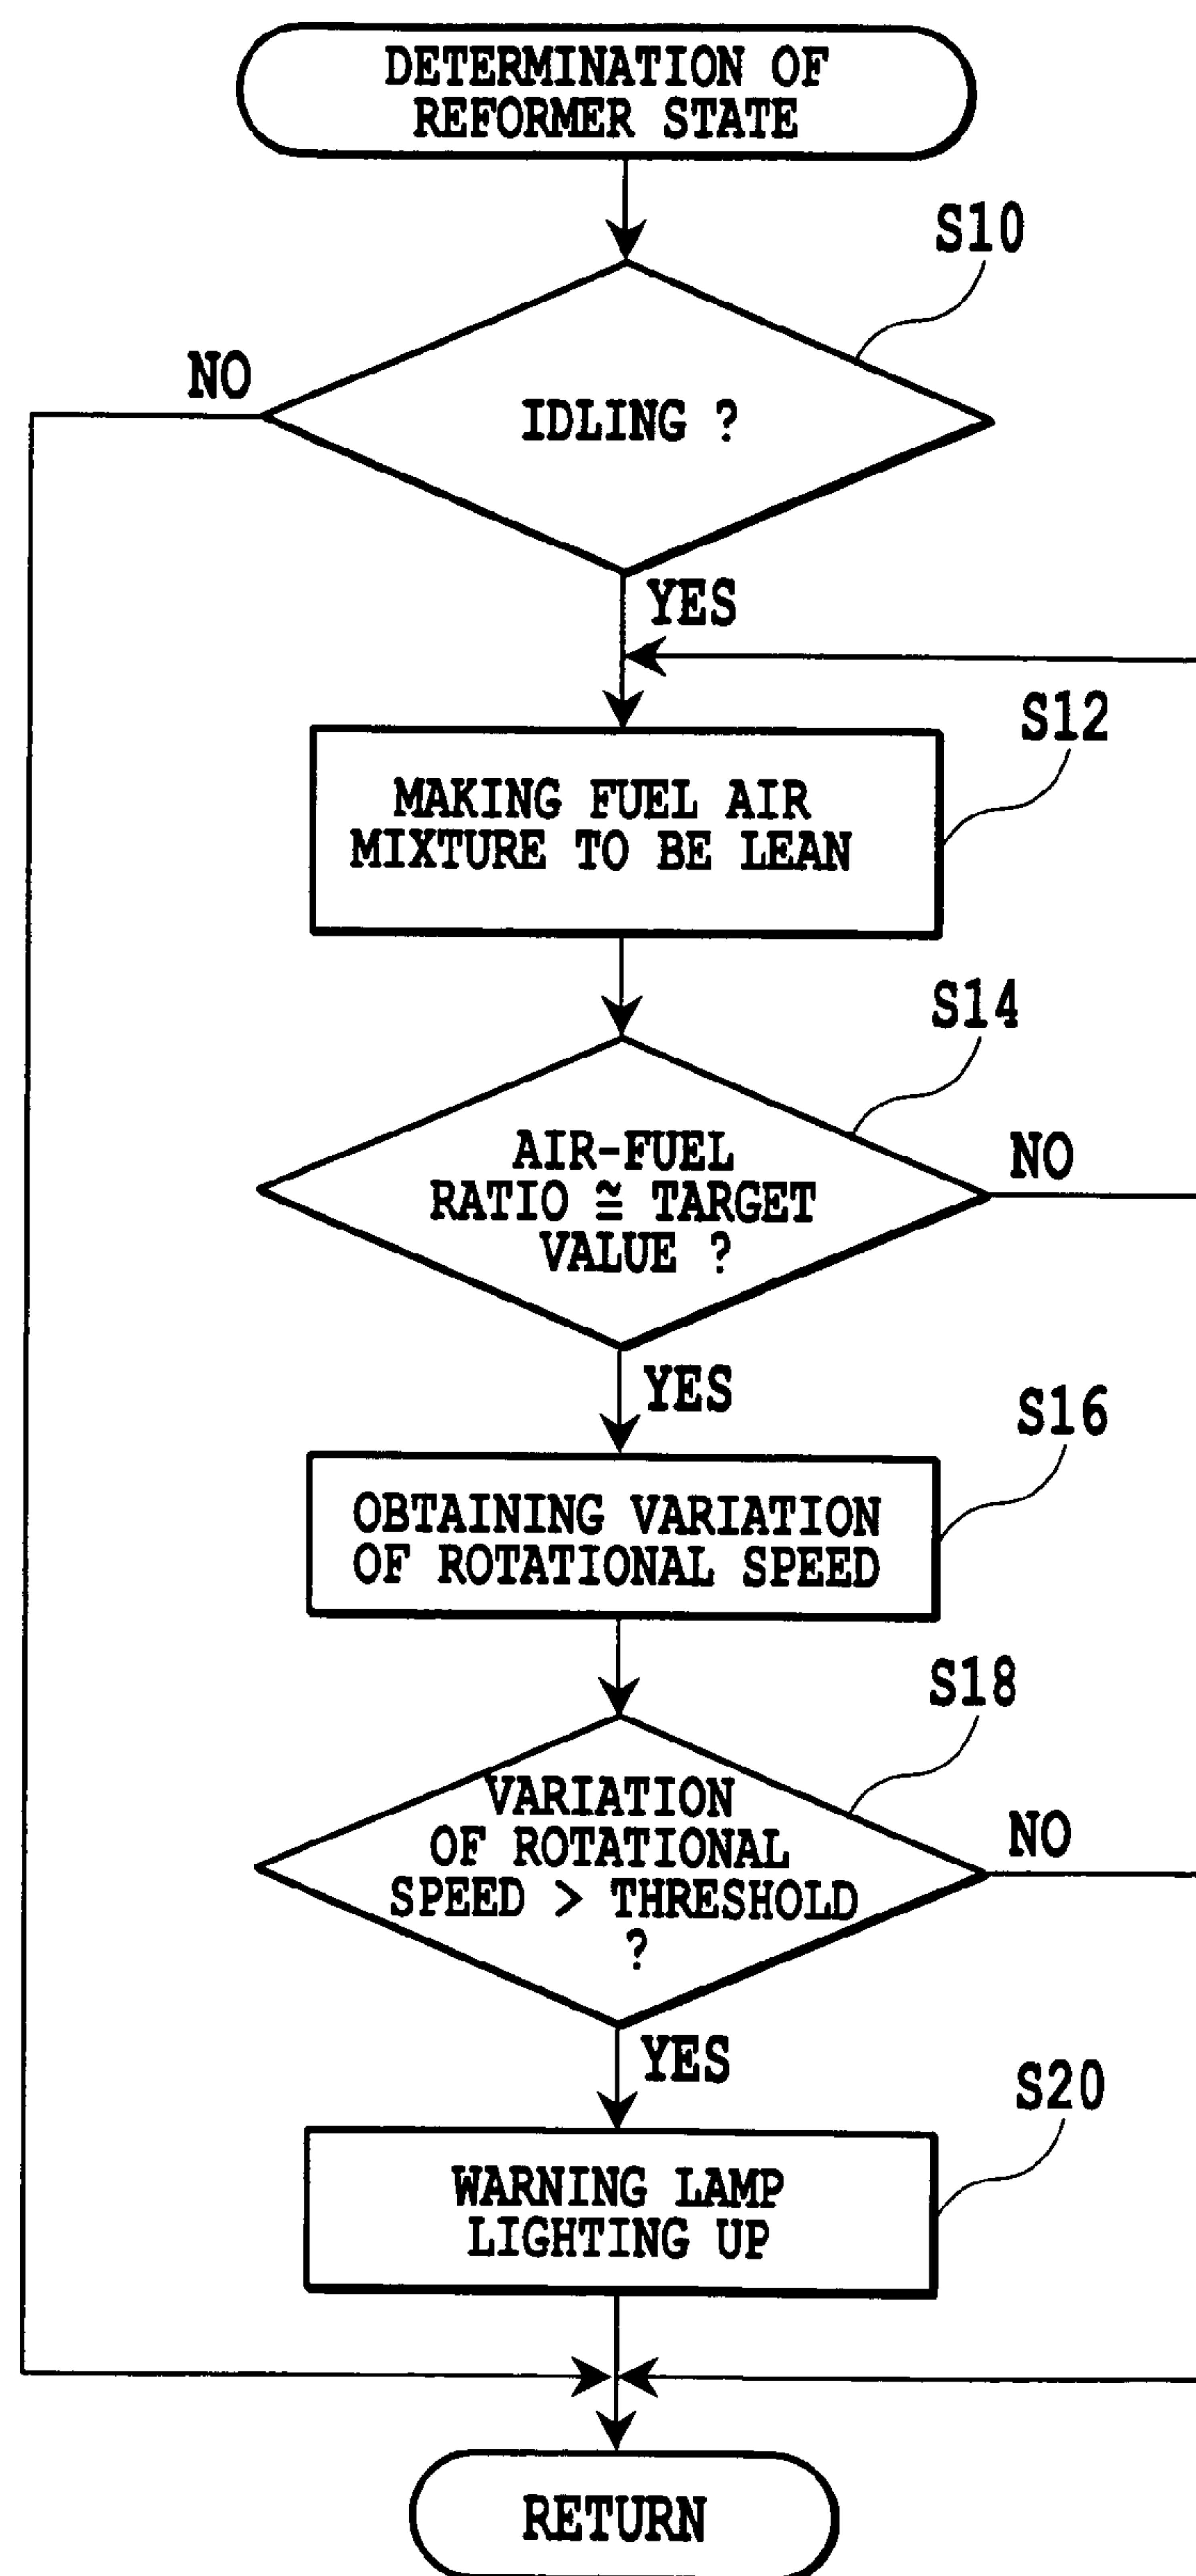 DETERMINATION OF
REFORMER STATE
S10
NO
IDLING ?
YES
S12
MAKING FUEL AIR
MIXTURE TO BE LEAN
S14
AIR-FUEL
RATIO ≅ TARGET
VALUE ?
NO
YES
S16
OBTAINING VARIATION
OF ROTATIONAL SPEED
S18
VARIATION
OF ROTATIONAL
SPEED > THRESHOLD
?
NO
YES
S20
WARNING LAMP
LIGHTING UP
RETURN